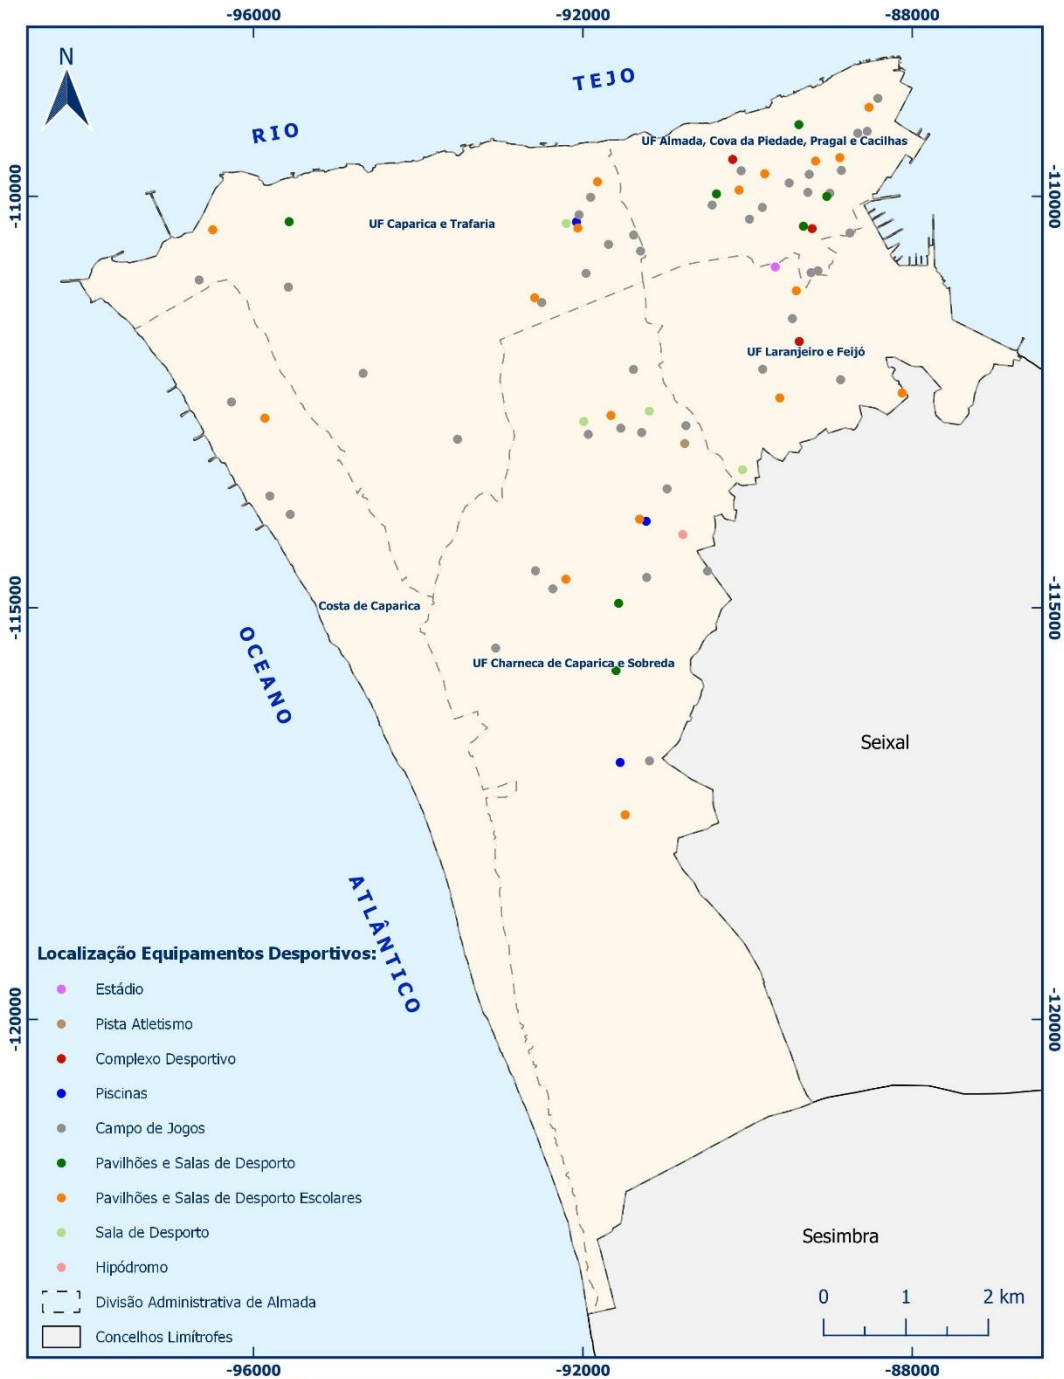 -96000
-92000
-88000
N
TEJO
RIO
UF Almada, Cova da Piedade, Pragal e Cacilhas
-110000
-110000
UF Caparica e Trafaria
UF Laranjeiro e Feijó
-115000
-115000
Costa de Caparica
OCEANO
UF Charneca de Caparica e Sobreda
Seixal
ATLÂNTICO
Localização Equipamentos Desportivos:
Estádio
-120000
-120000
Pista Atletismo
Complexo Desportivo
Piscinas
Campo de Jogos
Pavilhões e Salas de Desporto
Pavilhões e Salas de Desporto Escolares
Sala de Desporto
Sesimbra
Hipódromo
Divisão Administrativa de Almada
0 1 2 km
Concelhos Limítrofes
-96000
-92000
-88000